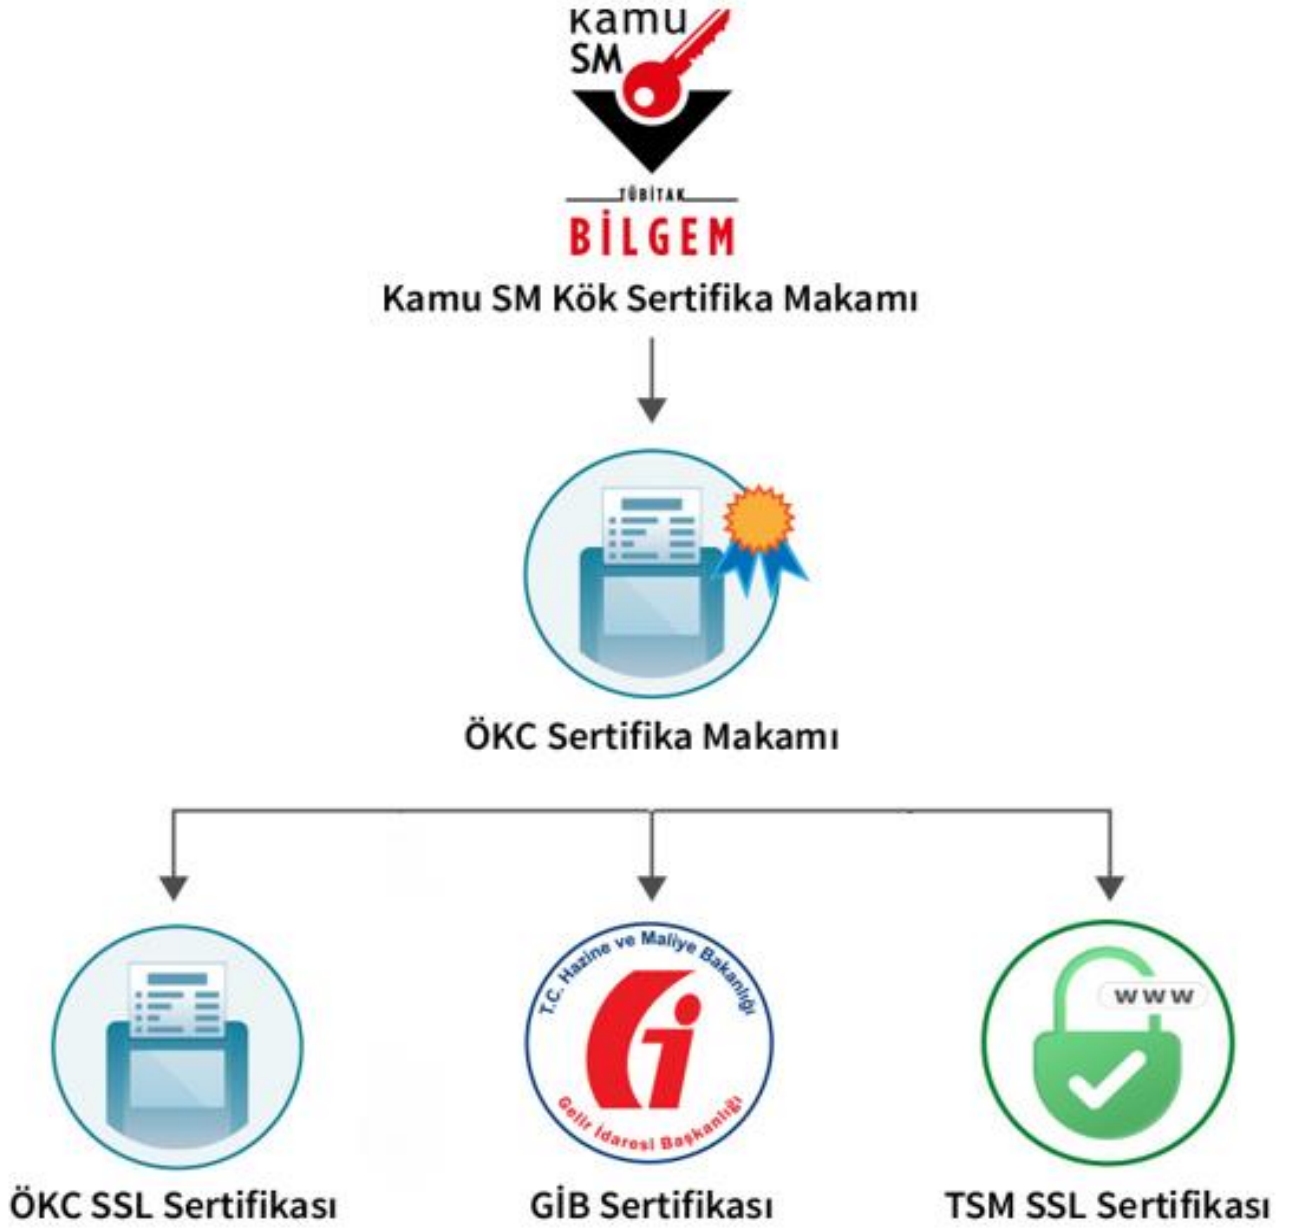 Kamu
SM
TÜBİTAK
BİLGEM
Kamu SM Kök Sertifika Makamı
ÖKC Sertifika Makamı
T.C. Hazine ve Maliye Bakanlığı
www
Gelir İdaresi Başkanlığı
ÖKC SSL Sertifikası
GİB Sertifikası
TSM SSL Sertifikası